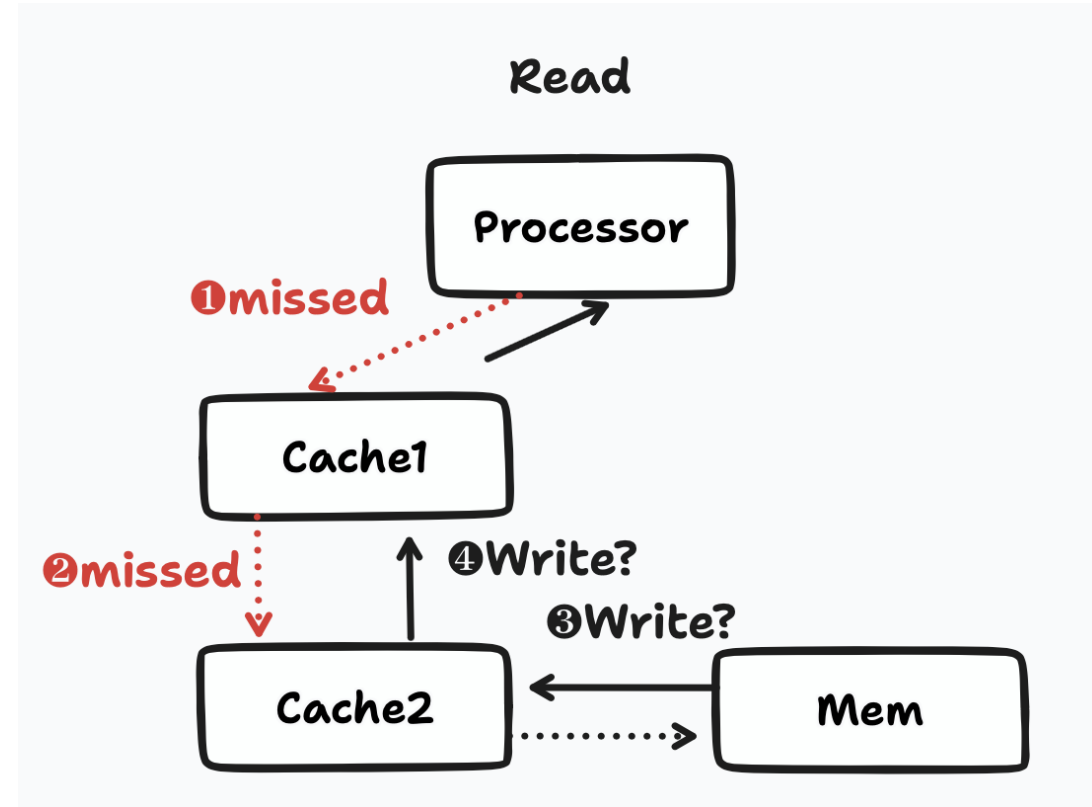 Read
Processor
❶missed
Cache1
❷missed
❹Write?
❸Write?
Cache2
Mem